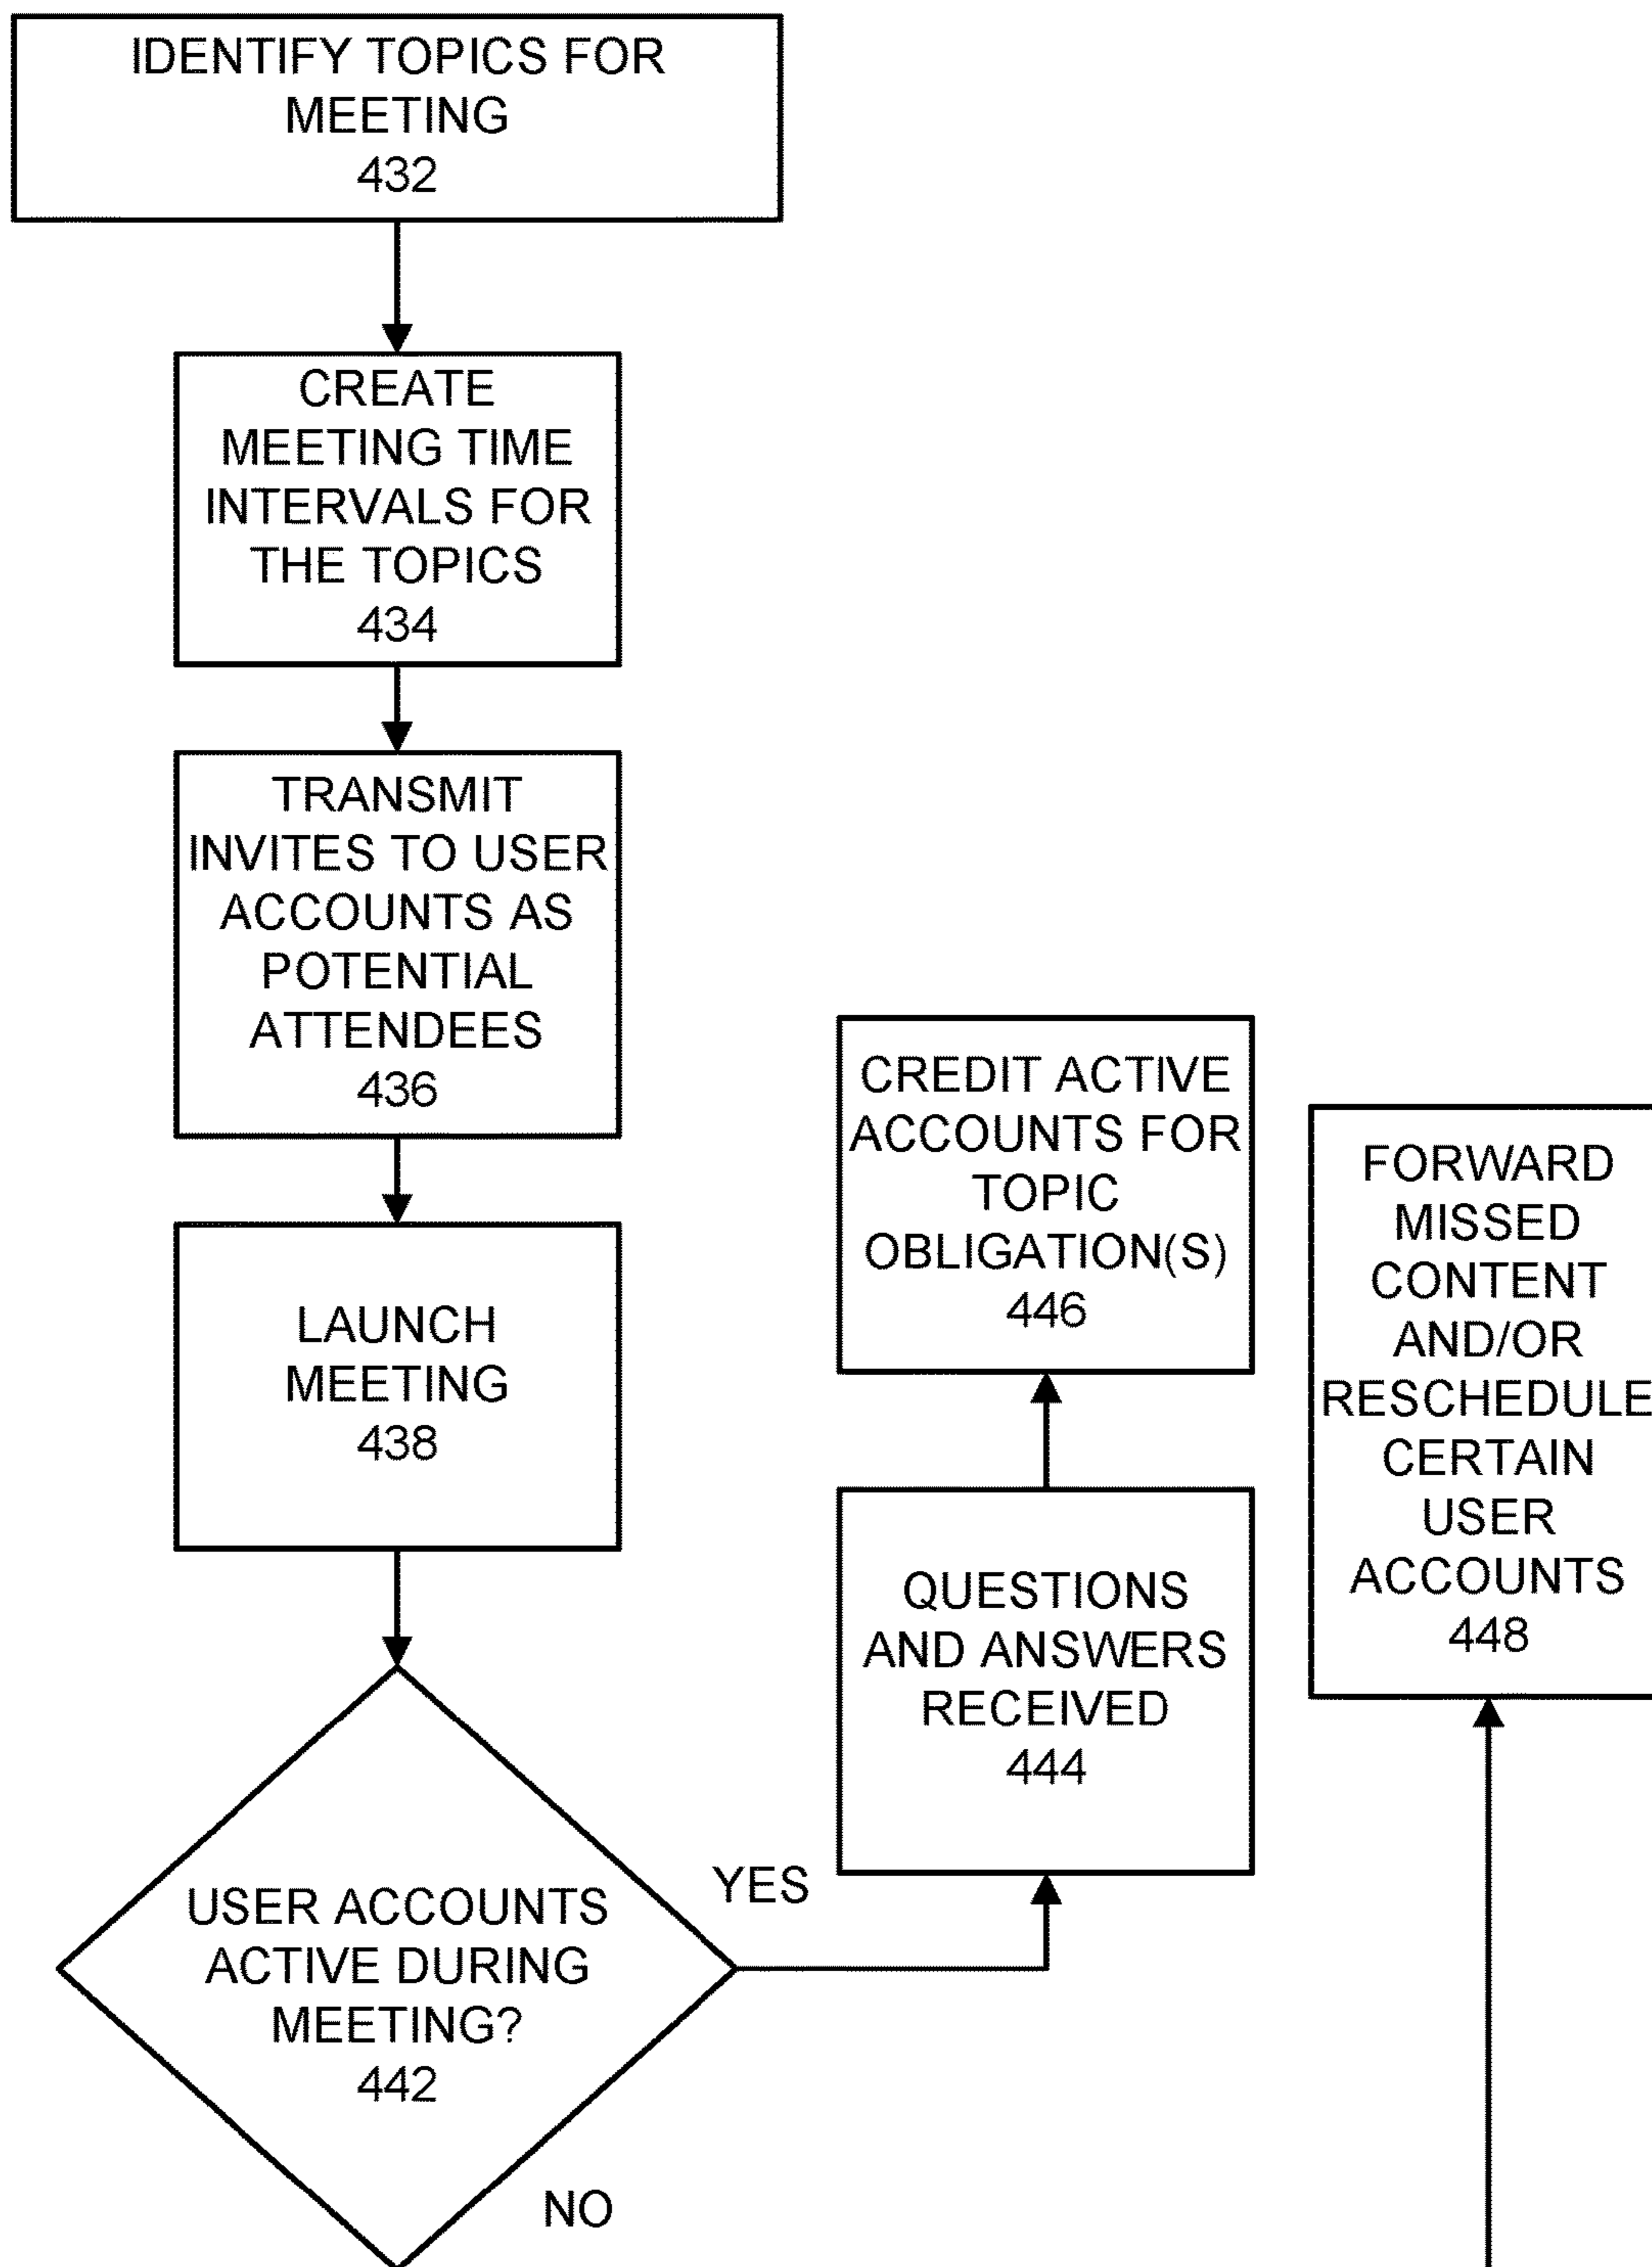 IDENTIFY TOPICS FOR
MEETING
432
CREATE
MEETING TIME
INTERVALS FOR
THE TOPICS
434
TRANSMIT
INVITES TO USER
ACCOUNTS AS
POTENTIAL
ATTENDEES
436
LAUNCH
MEETING
438
USER ACCOUNTS
ACTIVE DURING
MEETING?
442
YES
NO
QUESTIONS
AND ANSWERS
RECEIVED
444
CREDIT ACTIVE
ACCOUNTS FOR
TOPIC
OBLIGATION(S)
446
FORWARD
MISSED
CONTENT
AND/OR
RESCHEDULE
CERTAIN
USER
ACCOUNTS
448